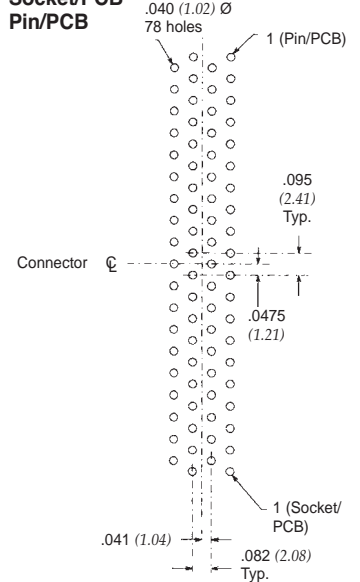 Socket/PCB
Pin/PCB
.040 (1.02) Ø
78 holes
1 (Pin/PCB)
.095
(2.41)
Typ.
Connector ℄
.0475
(1.21)
1 (Socket/
PCB)
.041 (1.04)
.082 (2.08)
Typ.